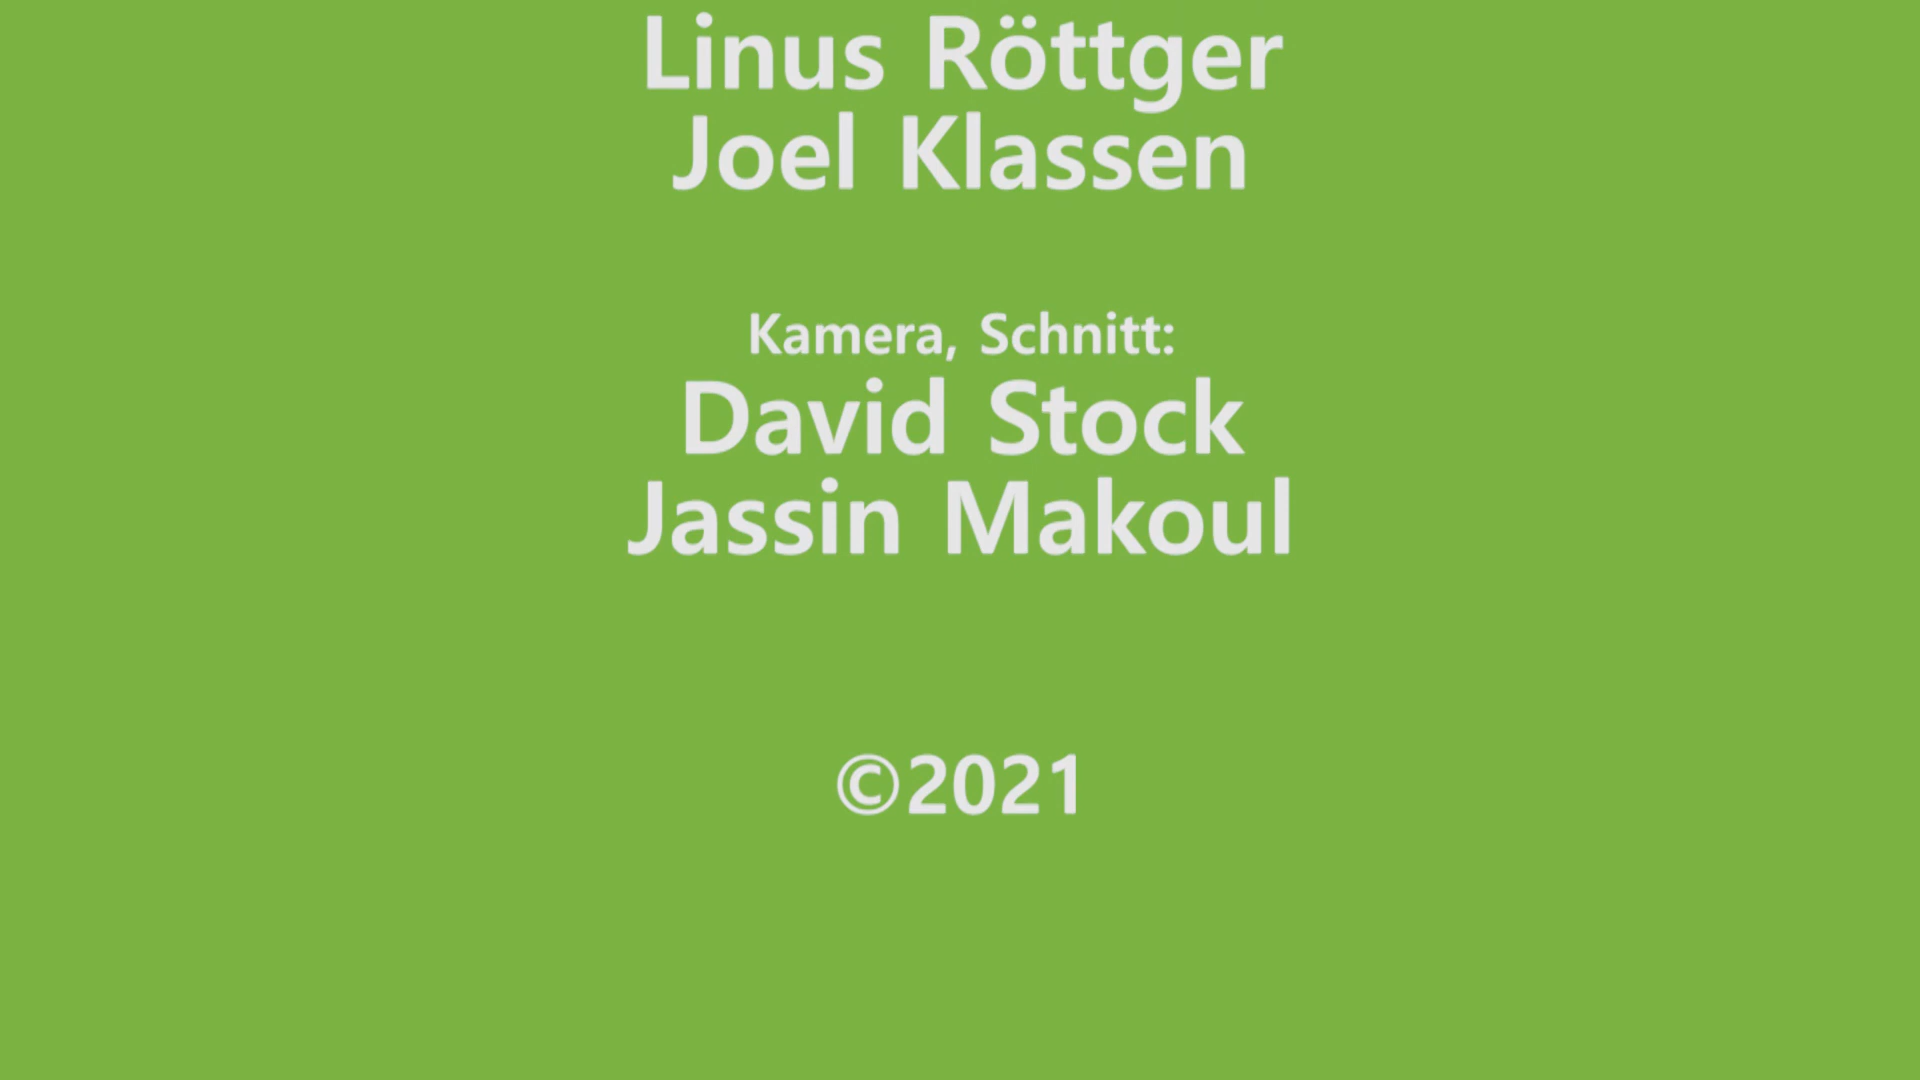 Linus Röttger
Joel Klassen
Kamera, Schnitt:
David Stock
Jassin Makoul
©2021